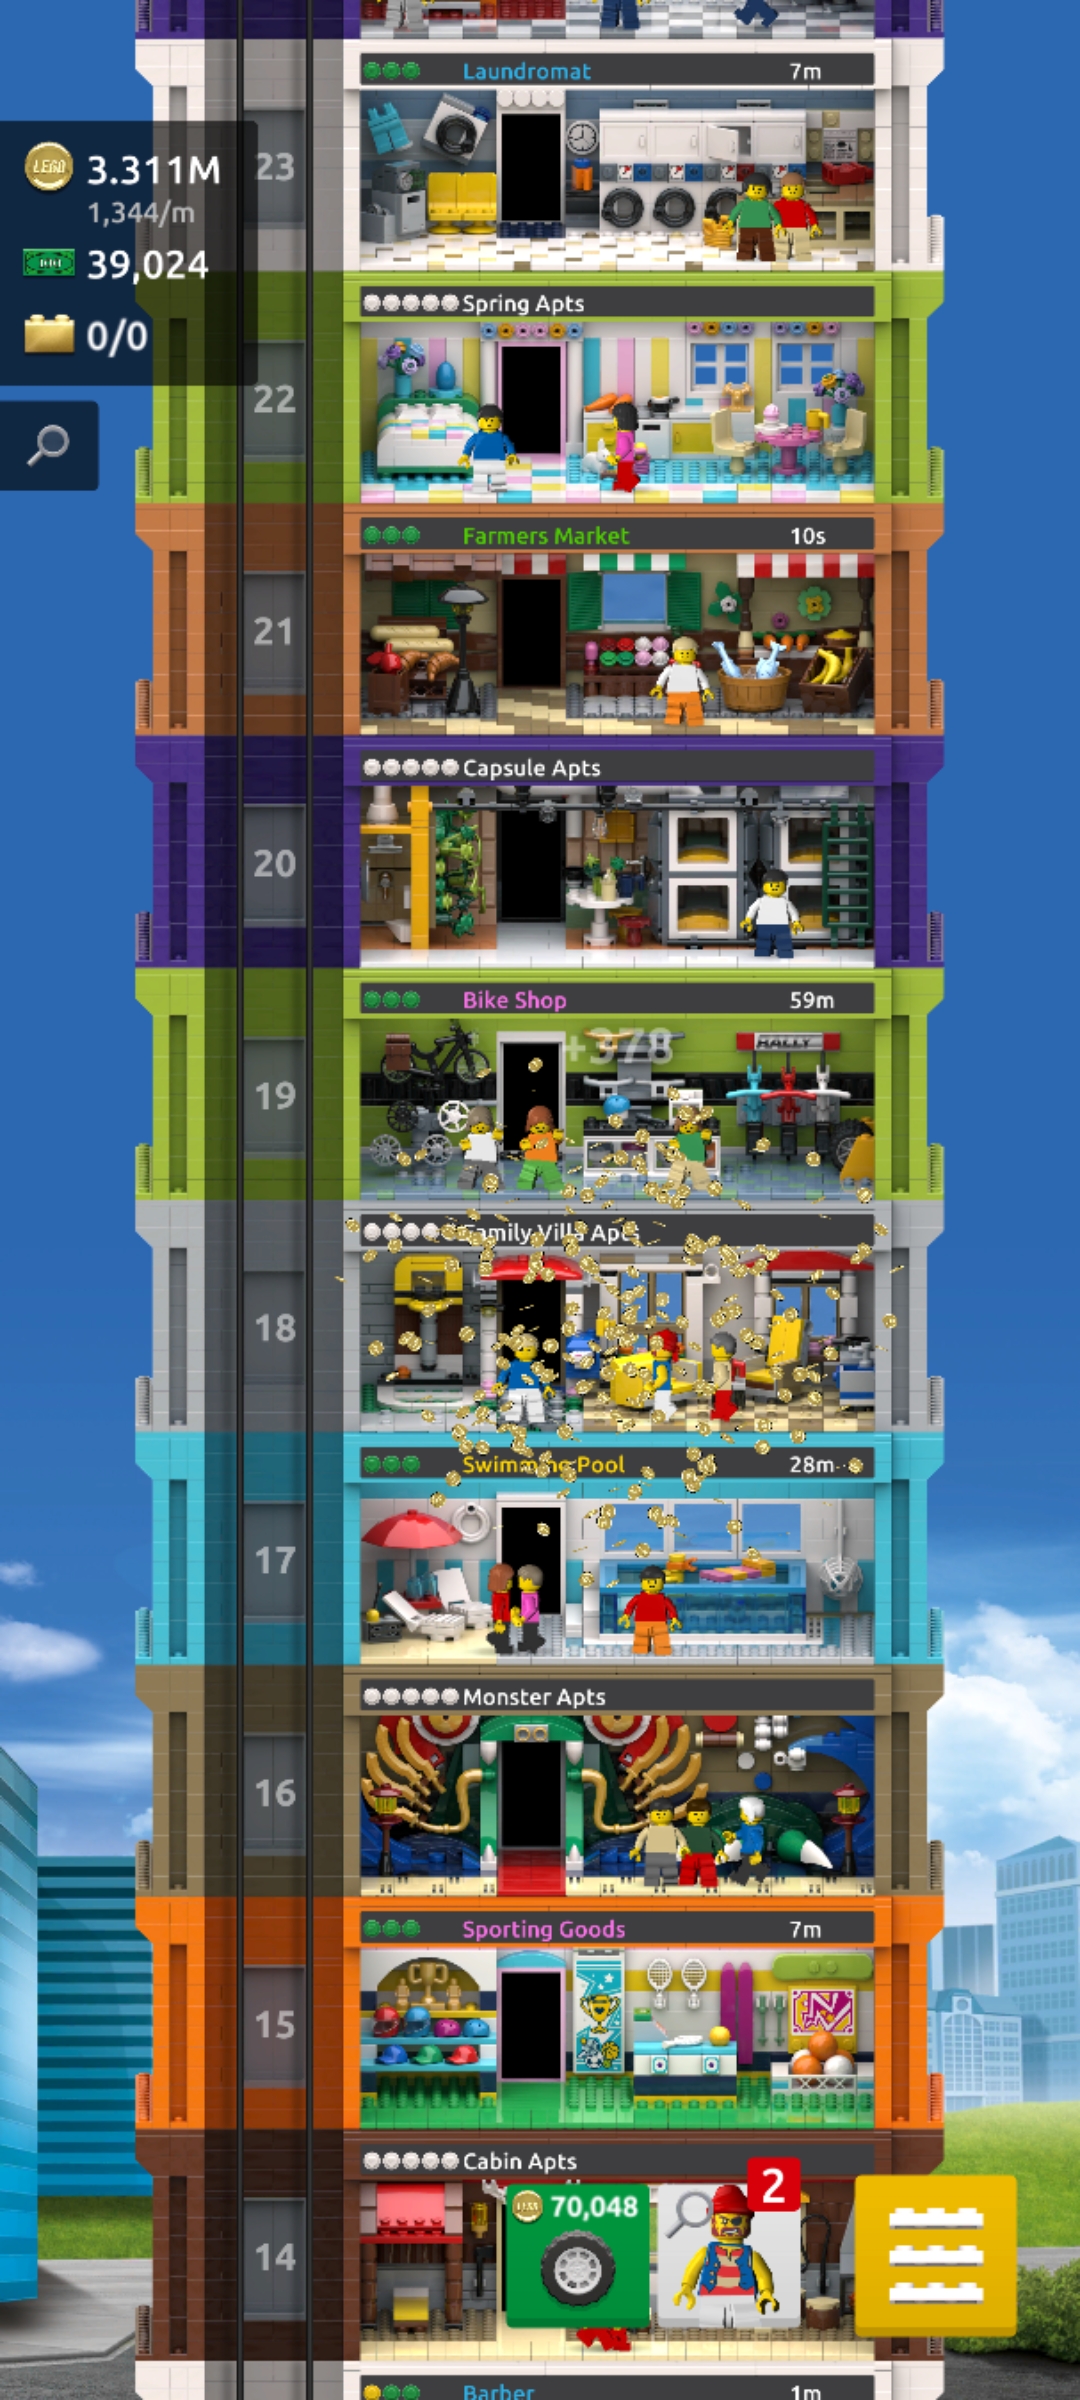 Laundromat 7m
23
LEGO 3.311M
1,344/m
39,024
0/0
Spring Apts
22
Farmers Market 10s
21
Capsule Apts
20
Bike Shop 59m
+378
RALLY
19
Family Villa Apts
18
Swimming Pool 28m
17
Monster Apts
16
Sporting Goods 7m
15
N
Cabin Apts
2
70,048
14
Barber 1m